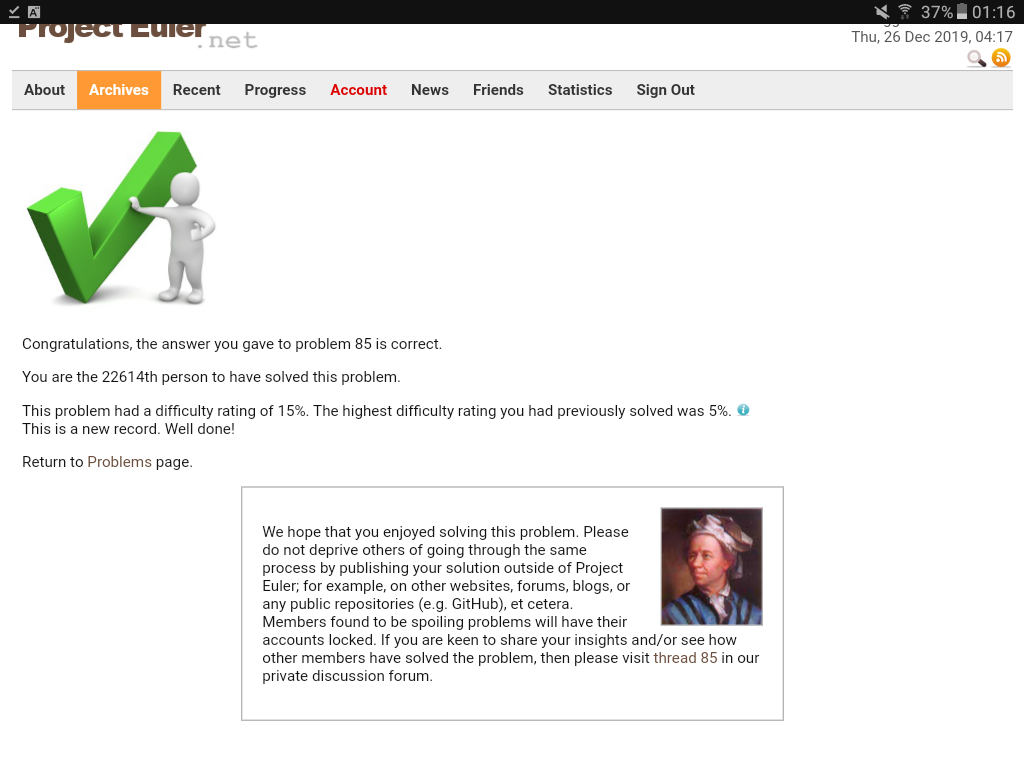 37% 01:16
Project Euler
.net
Thu, 26 Dec 2019, 04:17
About Archives Recent Progress Account News Friends Statistics Sign Out
Congratulations, the answer you gave to problem 85 is correct.
You are the 22614th person to have solved this problem.
This problem had a difficulty rating of 15%. The highest difficulty rating you had previously solved was 5%.
This is a new record. Well done!
Return to Problems page.
We hope that you enjoyed solving this problem. Please
do not deprive others of going through the same
process by publishing your solution outside of Project
Euler; for example, on other websites, forums, blogs, or
any public repositories (e.g. GitHub), et cetera.
Members found to be spoiling problems will have their
accounts locked. If you are keen to share your insights and/or see how
other members have solved the problem, then please visit thread 85 in our
private discussion forum.